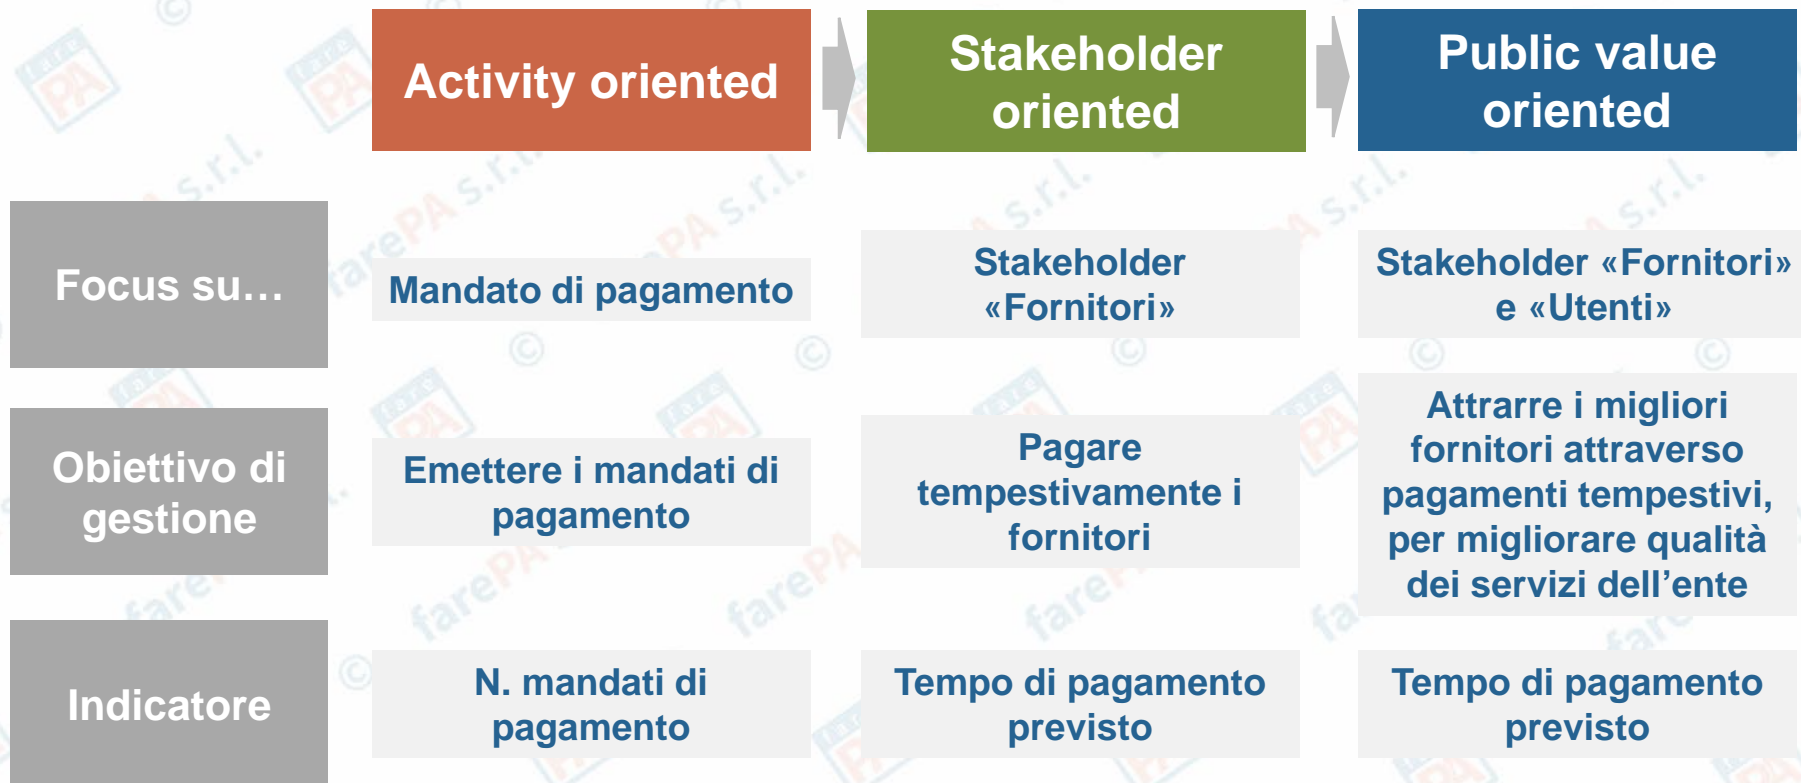 Activity oriented
Stakeholder
oriented
Public value
oriented
Focus su…
Mandato di pagamento
Stakeholder
«Fornitori»
Stakeholder «Fornitori»
e «Utenti»
Obiettivo di
gestione
Emettere i mandati di
pagamento
Pagare
tempestivamente i
fornitori
Attrarre i migliori
fornitori attraverso
pagamenti tempestivi,
per migliorare qualità
dei servizi dell’ente
Indicatore
N. mandati di
pagamento
Tempo di pagamento
previsto
Tempo di pagamento
previsto
farePA s.r.l.
©